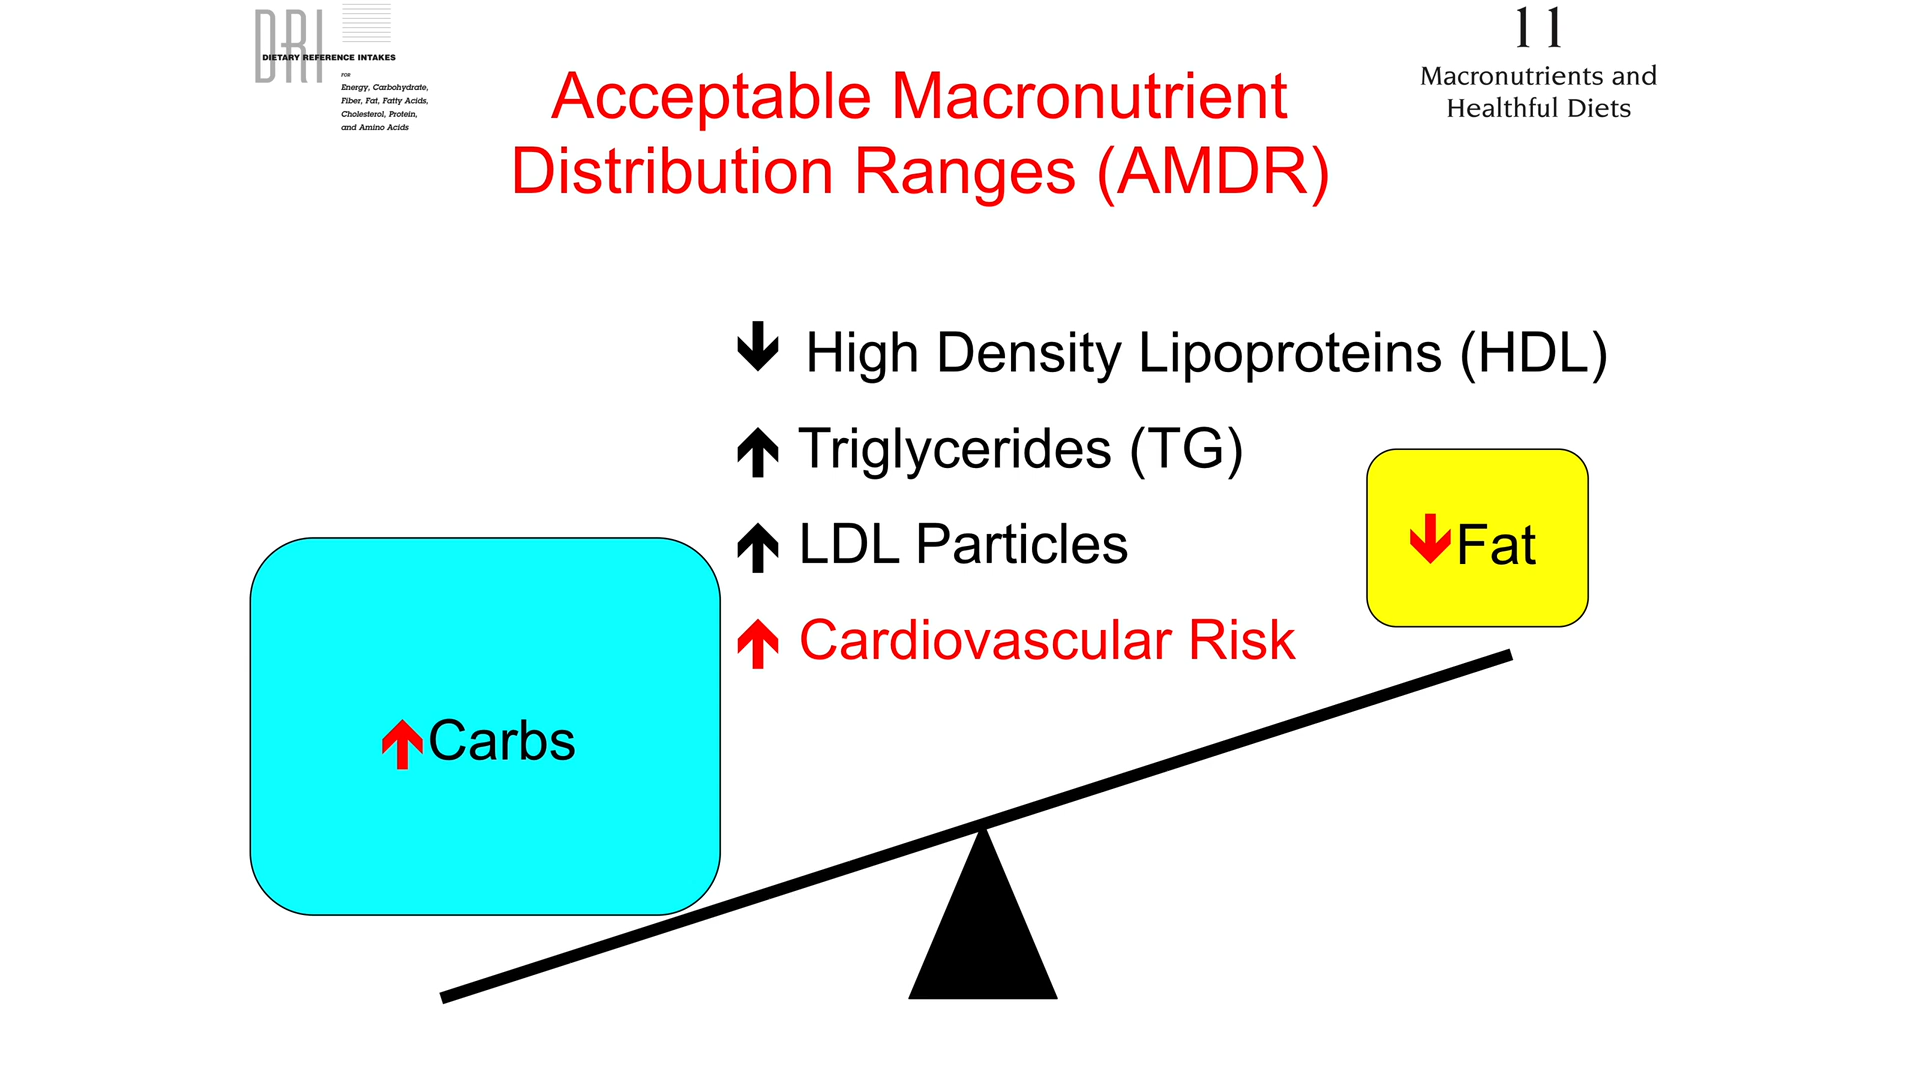 DRI
DIETARY REFERENCE INTAKES
FOR
Energy, Carbohydrate,
Fiber, Fat, Fatty Acids,
Cholesterol, Protein,
and Amino Acids
11
Macronutrients and
Healthful Diets
Acceptable Macronutrient
Distribution Ranges (AMDR)
🡻 High Density Lipoproteins (HDL)
🡹 Triglycerides (TG)
🡹 LDL Particles
🡹 Cardiovascular Risk
🡻Fat
🡹Carbs